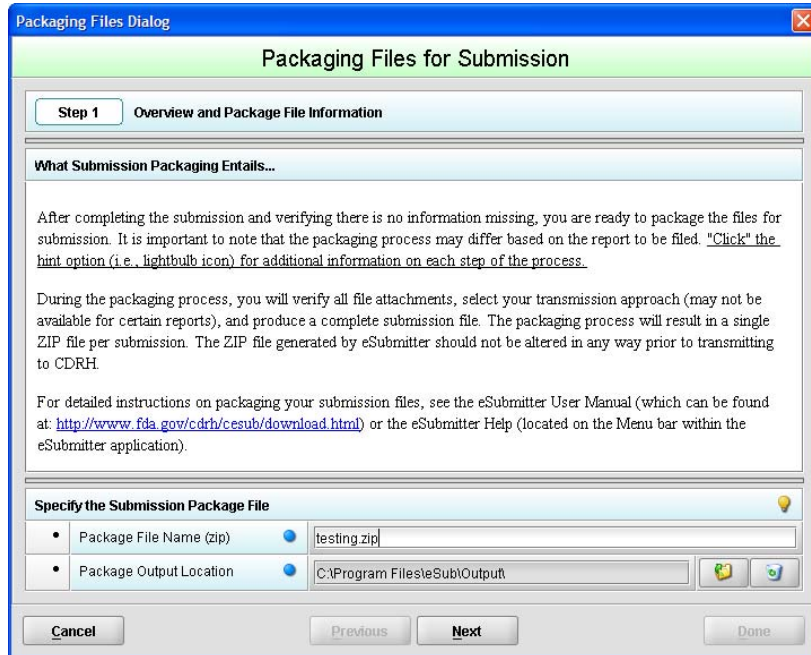 Packaging Files Dialog
Packaging Files for Submission
Step 1 Overview and Package File Information
What Submission Packaging Entails...
After completing the submission and verifying there is no information missing, you are ready to package the files for
submission. It is important to note that the packaging process may differ based on the report to be filed. "Click" the
hint option (i.e., lightbulb icon) for additional information on each step of the process.
During the packaging process, you will verify all file attachments, select your transmission approach (may not be
available for certain reports), and produce a complete submission file. The packaging process will result in a single
ZIP file per submission. The ZIP file generated by eSubmitter should not be altered in any way prior to transmitting
to CDRH.
For detailed instructions on packaging your submission files, see the eSubmitter User Manual (which can be found
at: http://www.fda.gov/cdrh/cesub/download.html) or the eSubmitter Help (located on the Menu bar within the
eSubmitter application).
Specify the Submission Package File
• Package File Name (zip) testing.zip
• Package Output Location C:\Program Files\eSub\Output\
Cancel Previous Next Done